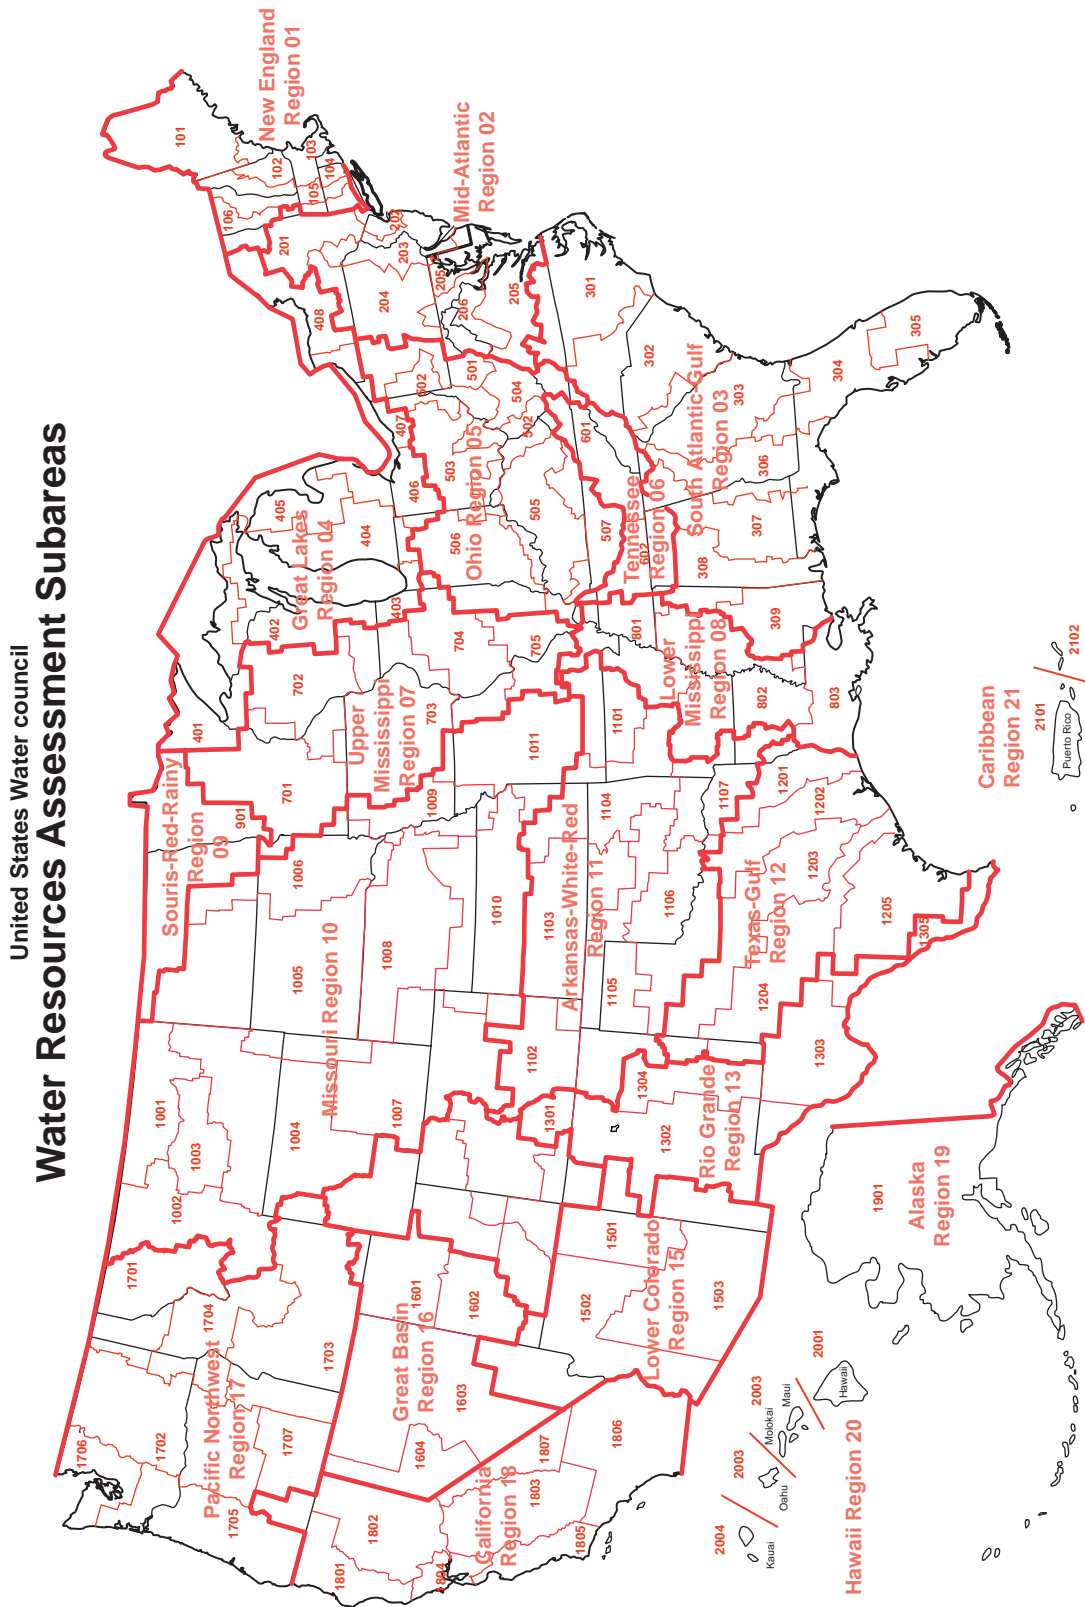 United States Water council
Water Resources Assessment Subareas
New England
Region 01
Mid-Atlantic
Region 02
South Atlantic-Gulf
Region 03
Great Lakes
Region 04
Ohio Region 05
Tennessee
Region 06
Upper
Mississippi
Region 07
Lower
Mississippi
Region 08
Souris-Red-Rainy
Region
09
Missouri Region 10
Arkansas-White-Red
Region 11
Texas-Gulf
Region 12
Rio Grande
Region 13
Lower Colorado
Region 15
Great Basin
Region 16
Pacific Northwest
Region 17
California
Region 18
Alaska
Region 19
Hawaii Region 20
Caribbean
Region 21
101
102
103
104
105
106
201
202
203
204
205
206
205
301
302
303
304
305
306
307
308
309
401
402
403
404
405
406
407
408
501
502
502
503
504
505
506
507
601
602
701
702
703
704
705
801
802
803
901
1001
1002
1003
1004
1005
1006
1007
1008
1009
1010
1011
1101
1102
1103
1104
1105
1106
1107
1201
1202
1203
1204
1205
1301
1302
1303
1304
1305
1501
1502
1503
1601
1602
1603
1604
1701
1702
1703
1704
1705
1706
1707
1801
1802
1803
1804
1805
1806
1807
1901
2001
Hawaii
2003
Maui
Molokai
2003
Oahu
2004
Kauai
2101
Puerto Rico
2102